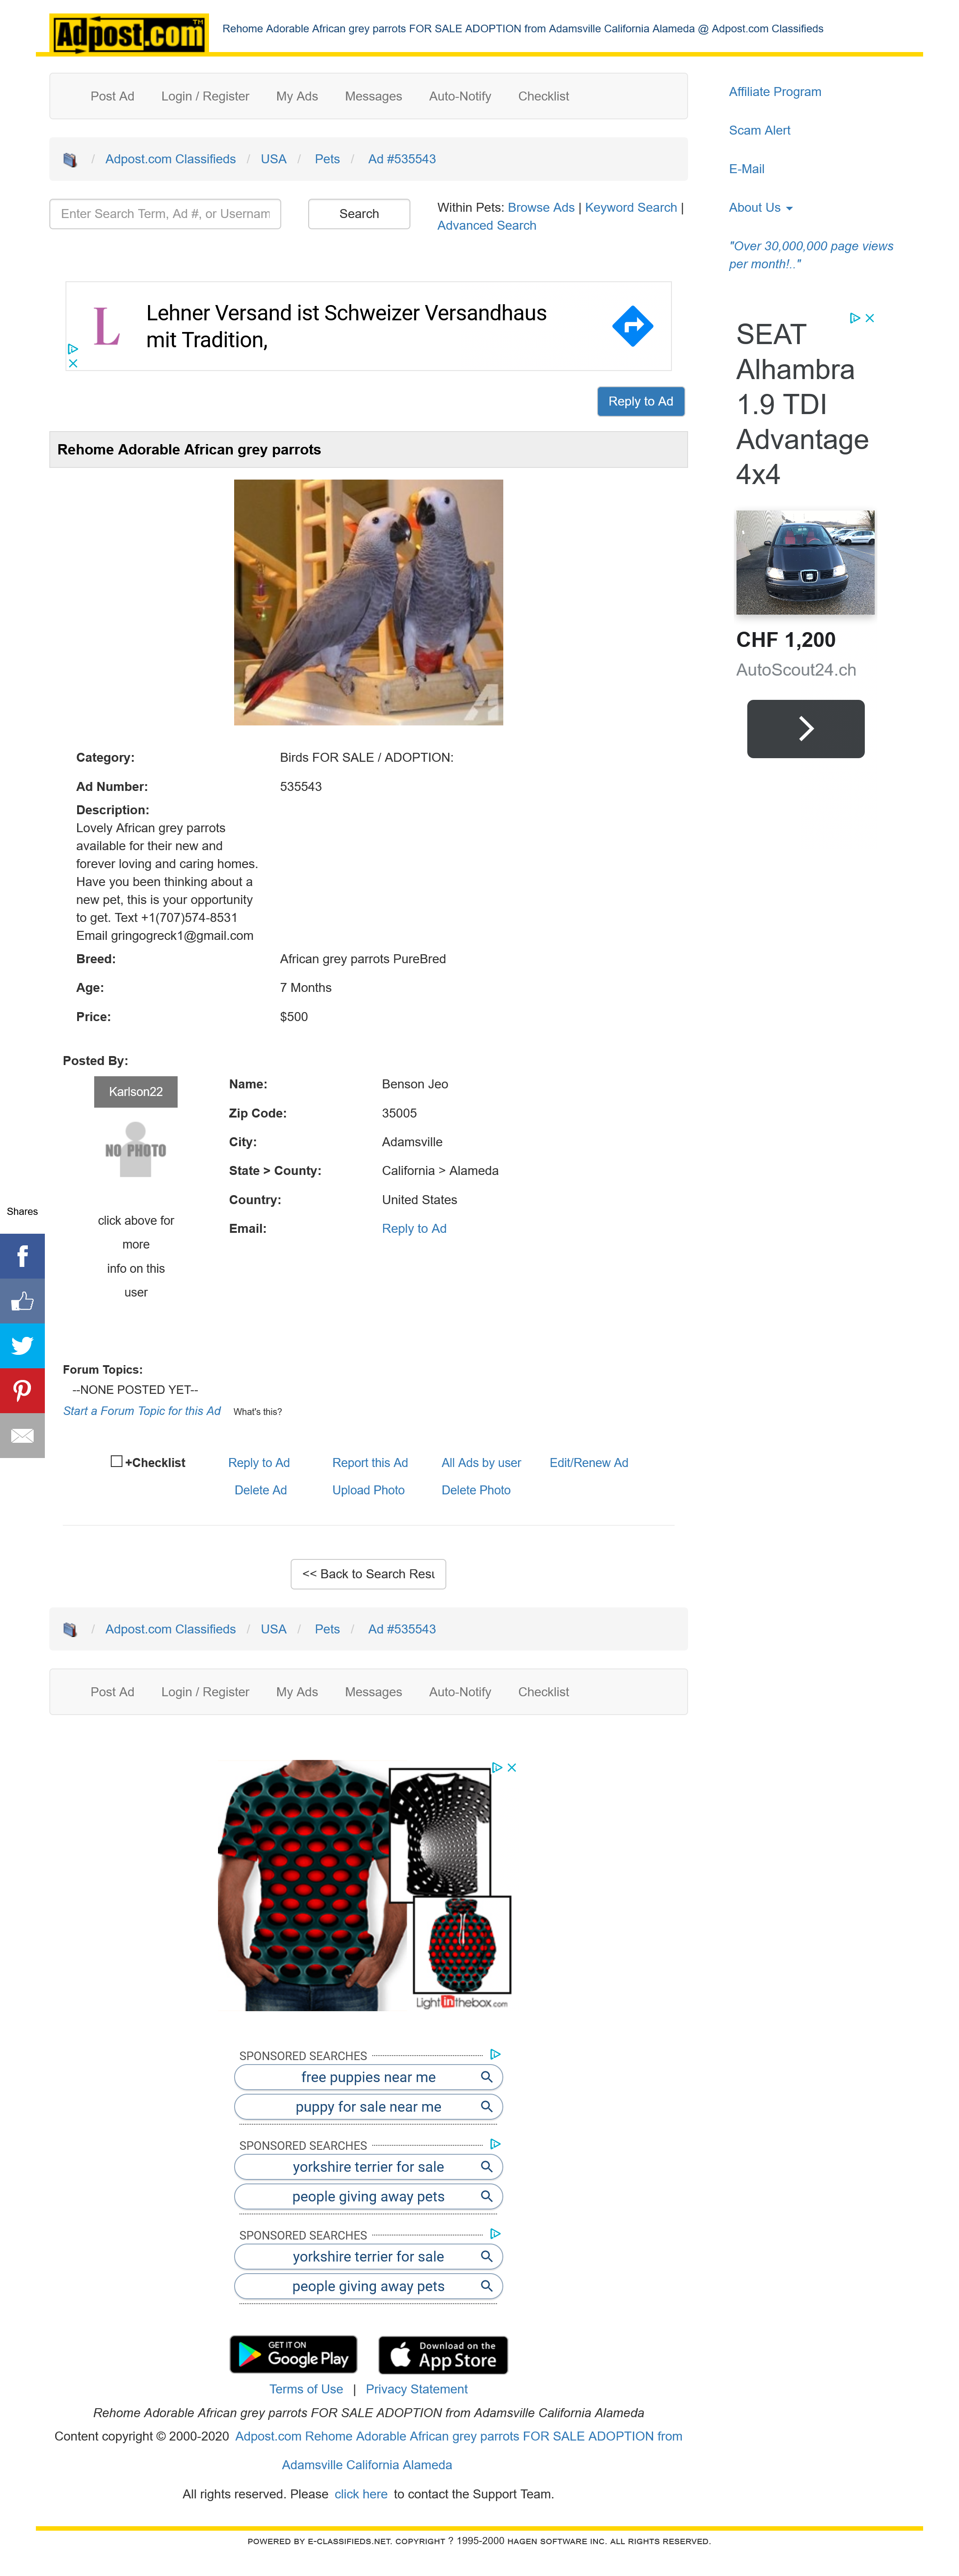 Adpost.com TM
Rehome Adorable African grey parrots FOR SALE ADOPTION from Adamsville California Alameda @ Adpost.com Classifieds
Post Ad Login / Register My Ads Messages Auto-Notify Checklist
/ Adpost.com Classifieds / USA / Pets / Ad #535543
Enter Search Term, Ad #, or Usernam
Search
Within Pets: Browse Ads | Keyword Search |
Advanced Search
Affiliate Program
Scam Alert
E-Mail
About Us
"Over 30,000,000 page views
per month!.."
L
Lehner Versand ist Schweizer Versandhaus
mit Tradition,
Reply to Ad
SEAT
Alhambra
1.9 TDI
Advantage
4x4
CHF 1,200
AutoScout24.ch
Rehome Adorable African grey parrots
Category: Birds FOR SALE / ADOPTION:
Ad Number: 535543
Description:
Lovely African grey parrots
available for their new and
forever loving and caring homes.
Have you been thinking about a
new pet, this is your opportunity
to get. Text +1(707)574-8531
Email gringogreck1@gmail.com
Breed: African grey parrots PureBred
Age: 7 Months
Price: $500
Posted By:
Karlson22
NO PHOTO
click above for
more
info on this
user
Name: Benson Jeo
Zip Code: 35005
City: Adamsville
State > County: California > Alameda
Country: United States
Email: Reply to Ad
Shares
Forum Topics:
--NONE POSTED YET--
Start a Forum Topic for this Ad What's this?
+Checklist Reply to Ad Report this Ad All Ads by user Edit/Renew Ad
Delete Ad Upload Photo Delete Photo
<< Back to Search Resu
/ Adpost.com Classifieds / USA / Pets / Ad #535543
Post Ad Login / Register My Ads Messages Auto-Notify Checklist
Light in thebox.com
SPONSORED SEARCHES
free puppies near me
puppy for sale near me
SPONSORED SEARCHES
yorkshire terrier for sale
people giving away pets
SPONSORED SEARCHES
yorkshire terrier for sale
people giving away pets
GET IT ON
Google Play
Download on the
App Store
Terms of Use | Privacy Statement
Rehome Adorable African grey parrots FOR SALE ADOPTION from Adamsville California Alameda
Content copyright © 2000-2020 Adpost.com Rehome Adorable African grey parrots FOR SALE ADOPTION from
Adamsville California Alameda
All rights reserved. Please click here to contact the Support Team.
POWERED BY E-CLASSIFIEDS.NET. COPYRIGHT ? 1995-2000 HAGEN SOFTWARE INC. ALL RIGHTS RESERVED.